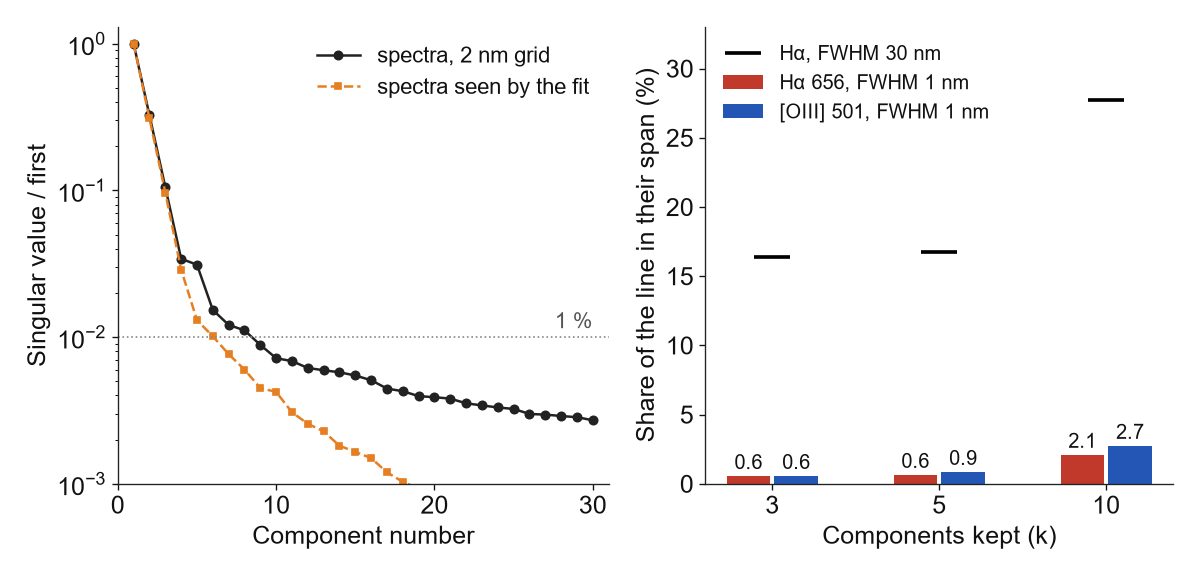 Singular value / first
10⁰
10⁻¹
10⁻²
10⁻³
spectra, 2 nm grid
spectra seen by the fit
1 %
0
10
20
30
Component number
Share of the line in their span (%)
30
25
20
15
10
5
0
Hα, FWHM 30 nm
Hα 656, FWHM 1 nm
[OIII] 501, FWHM 1 nm
0.6
0.6
0.6
0.9
2.1
2.7
3
5
10
Components kept (k)